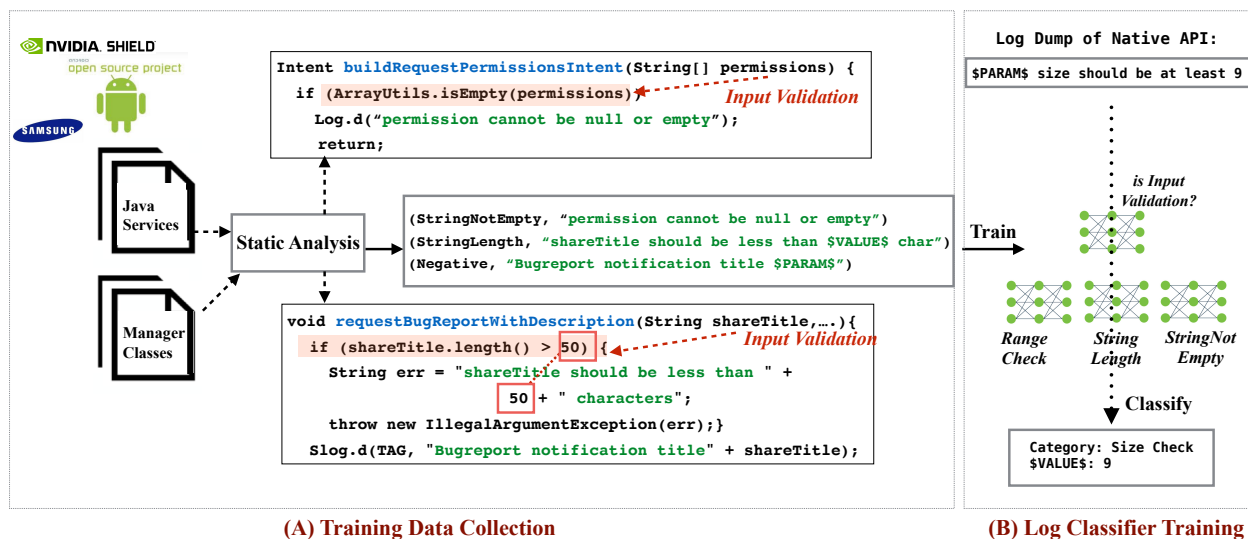 NVIDIA. SHIELD
ANDROID
open source project
SAMSUNG
Java
Services
Manager
Classes
Static Analysis
Intent buildRequestPermissionsIntent(String[] permissions) {
if (ArrayUtils.isEmpty(permissions))
Input Validation
Log.d(“permission cannot be null or empty”);
return;
(StringNotEmpty, “permission cannot be null or empty”)
(StringLength, “shareTitle should be less than $VALUE$ char”)
(Negative, “Bugreport notification title $PARAM$”)
void requestBugReportWithDescription(String shareTitle,….){
if (shareTitle.length() > 50) {
Input Validation
String err = "shareTitle should be less than " +
50 + " characters";
throw new IllegalArgumentException(err);}
Slog.d(TAG, "Bugreport notification title" + shareTitle);
(A) Training Data Collection
Train
Log Dump of Native API:
$PARAM$ size should be at least 9
is Input
Validation?
Range
Check
String
Length
StringNot
Empty
Classify
Category: Size Check
$VALUE$: 9
(B) Log Classifier Training